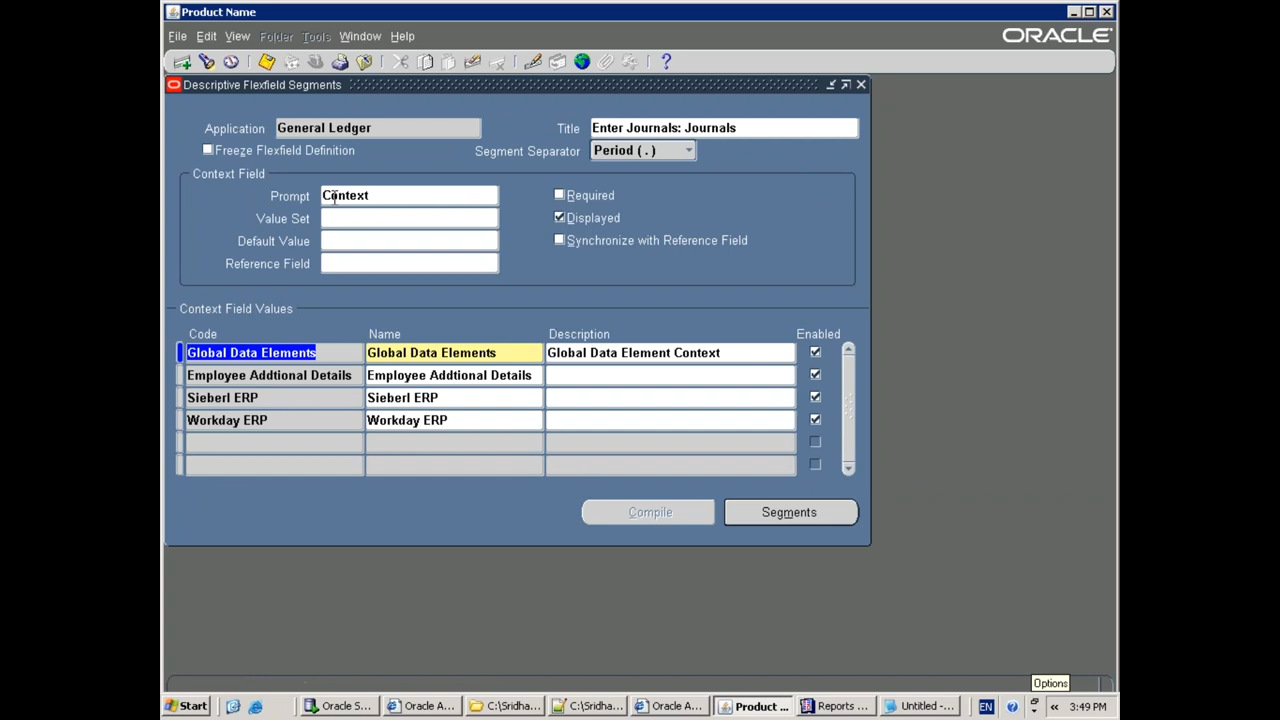 Product Name
File Edit View Folder Tools Window Help
ORACLE
Descriptive Flexfield Segments
Application General Ledger Title Enter Journals: Journals
Freeze Flexfield Definition Segment Separator Period ( . )
Context Field
Prompt Context Required
Value Set Displayed
Default Value Synchronize with Reference Field
Reference Field
Context Field Values
Code Name Description Enabled
Global Data Elements Global Data Elements Global Data Element Context
Employee Addtional Details Employee Addtional Details
Sieberl ERP Sieberl ERP
Workday ERP Workday ERP
Compile Segments
Options
Start Oracle S... Oracle A... C:\Sridha... C:\Sridha... Oracle A... Product ... Reports ... Untitled -... EN « 3:49 PM